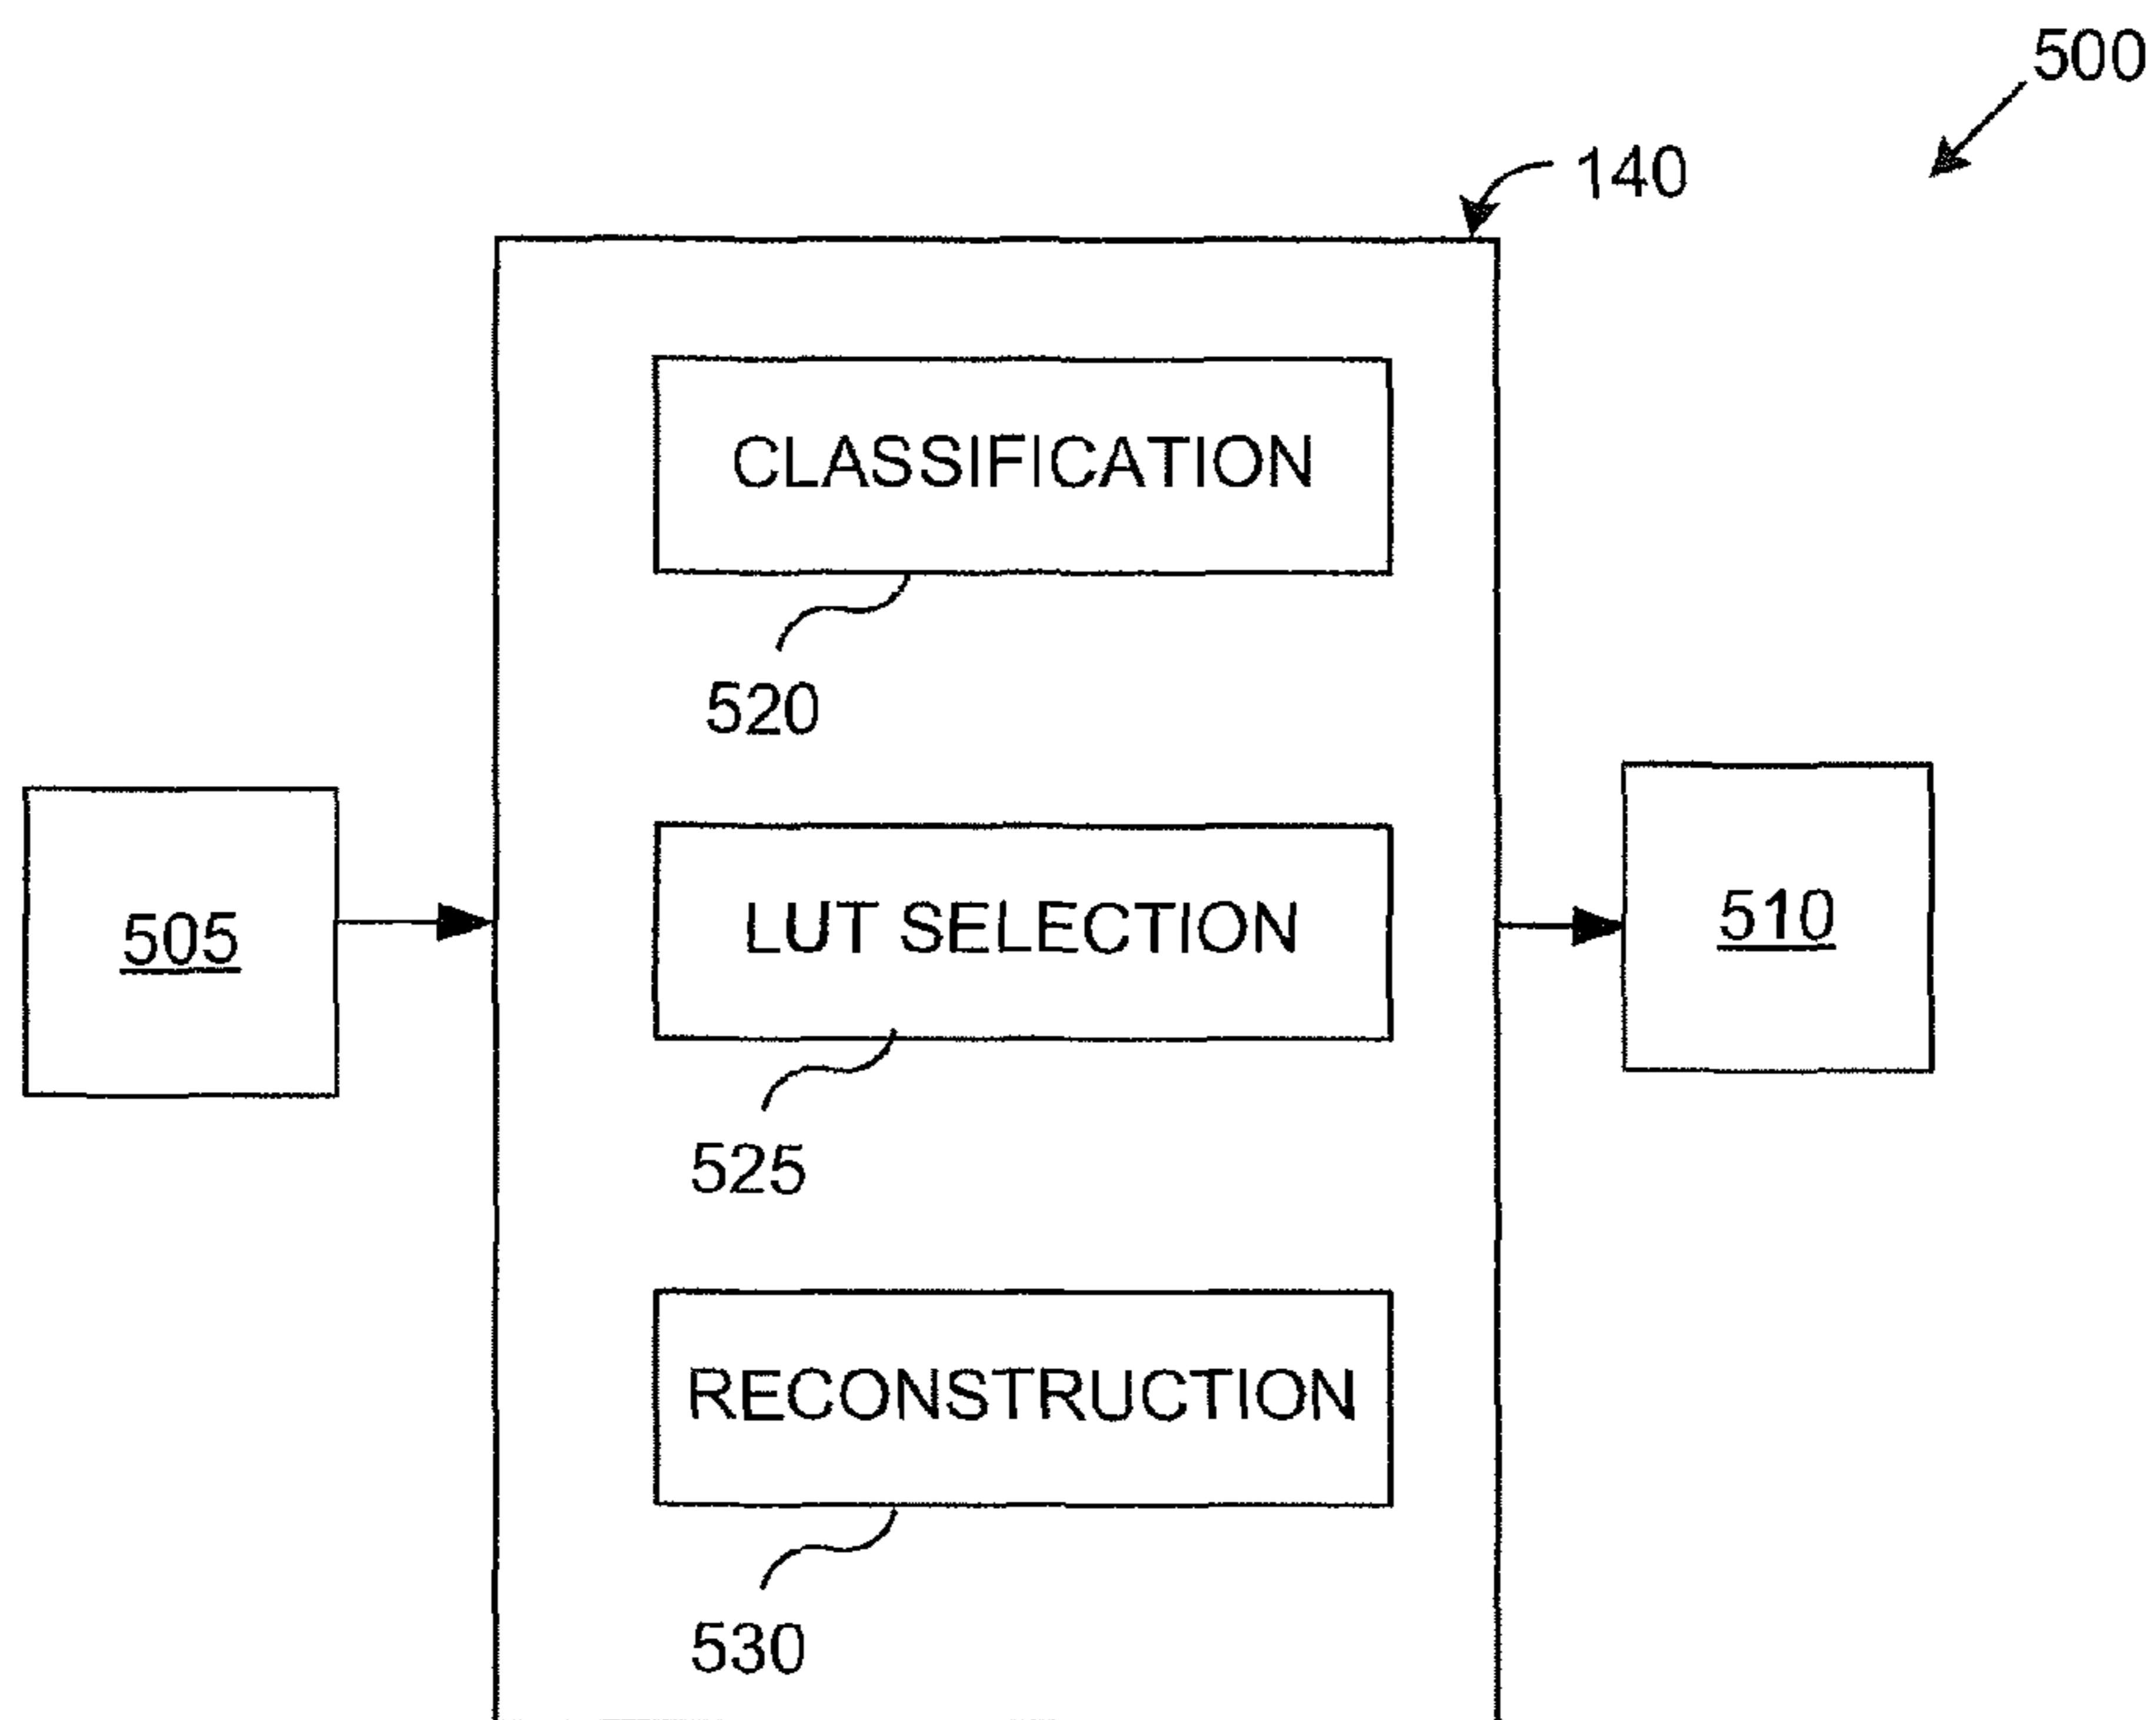 500
140
CLASSIFICATION
520
505
LUT SELECTION
510
525
RECONSTRUCTION
530